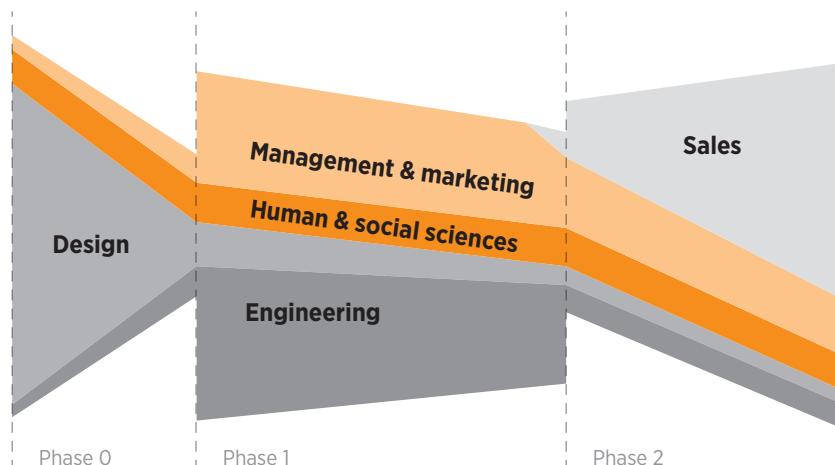 Management & marketing
Sales
Human & social sciences
Design
Engineering
Phase 0
Phase 1
Phase 2